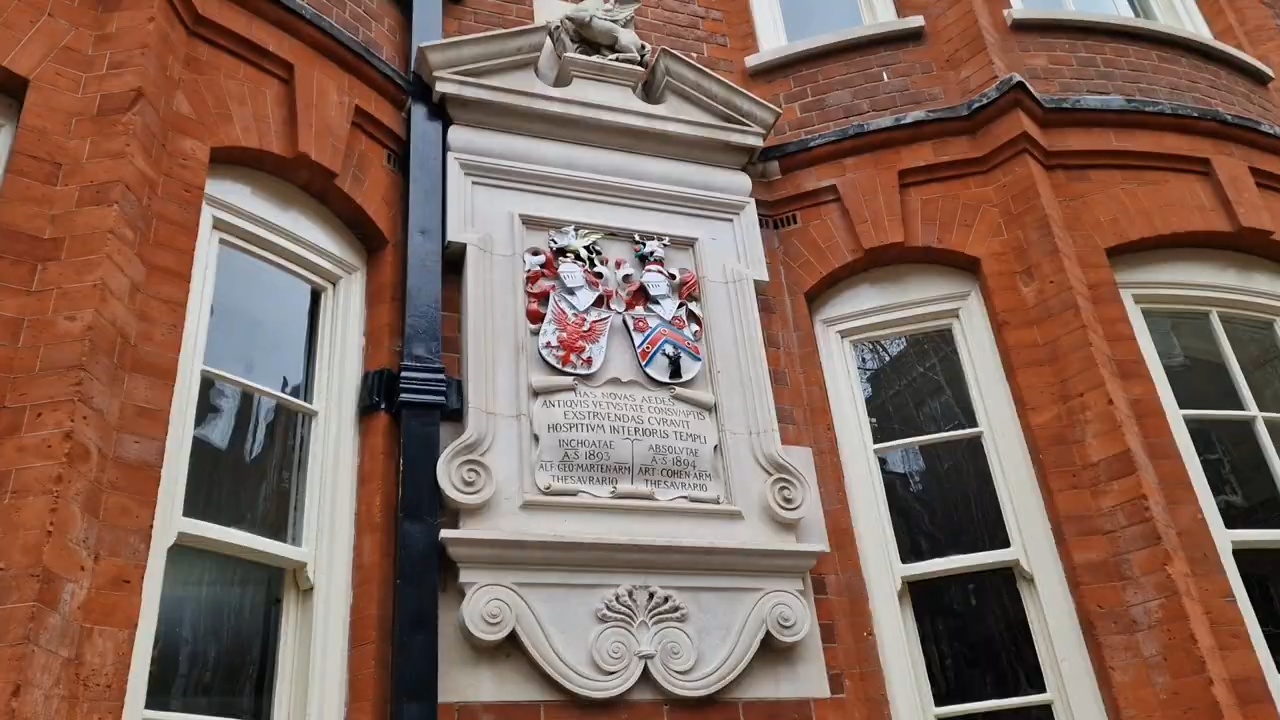 HAS NOVAS AEDES
ANTIQVIS VETVSTATE CONSVMPTIS
EXSTRVENDAS CVRAVIT
HOSPITIVM INTERIORIS TEMPLI
INCHOATAE
A·S 1893
ALF. GEO·MARTEN ARM
THESAVRARIO
ABSOLVTAE
A·S 1894
ART COHEN ARM
THESAVRARIO